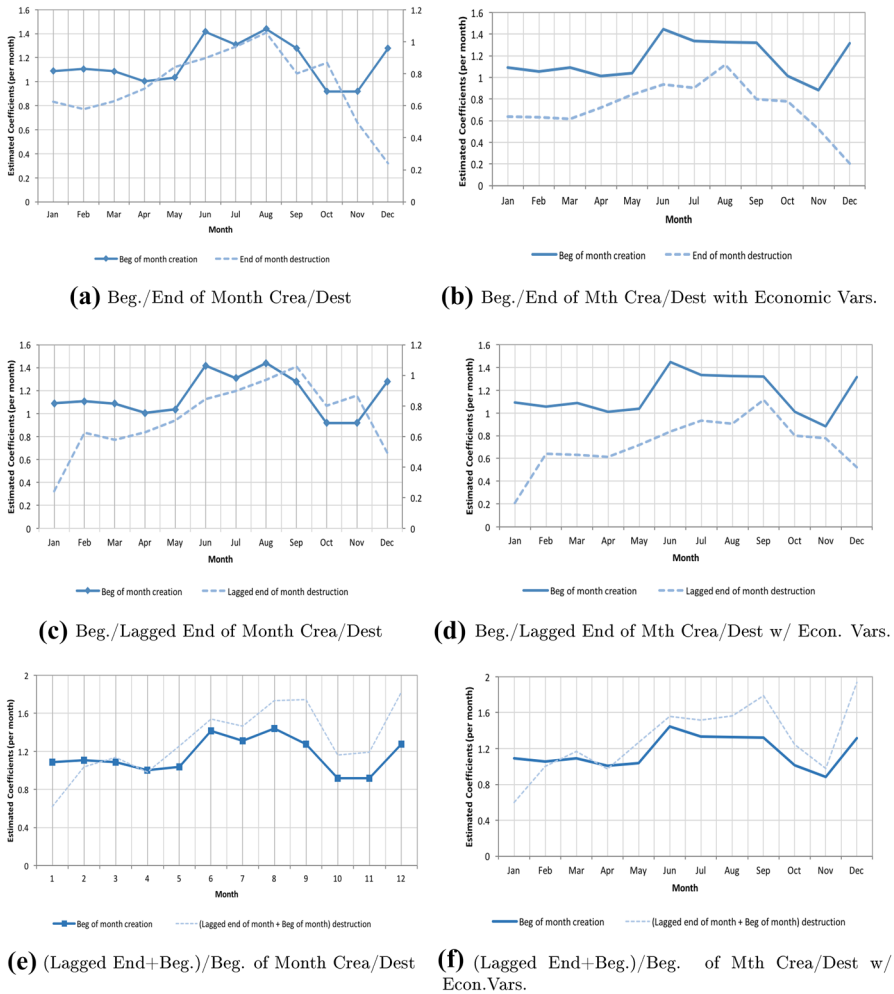 1.6 1.4 1.2 1 0.8 0.6 0.4 0.2 0
Estimated Coefficients (per month)
1.2 1 0.8 0.6 0.4 0.2 0
Jan Feb Mar Apr May Jun Jul Aug Sep Oct Nov Dec
Month
Beg of month creation End of month destruction
(a) Beg./End of Month Crea/Dest
1.6 1.4 1.2 1 0.8 0.6 0.4 0.2 0
Estimated Coefficients (per month)
Jan Feb Mar Apr May Jun Jul Aug Sep Oct Nov Dec
Month
Beg of month creation End of month destruction
(b) Beg./End of Mth Crea/Dest with Economic Vars.
1.6 1.4 1.2 1 0.8 0.6 0.4 0.2 0
Estimated Coefficients (per month)
1.2 1 0.8 0.6 0.4 0.2 0
Jan Feb Mar Apr May Jun Jul Aug Sep Oct Nov Dec
Month
Beg of month creation Lagged end of month destruction
(c) Beg./Lagged End of Month Crea/Dest
1.6 1.4 1.2 1 0.8 0.6 0.4 0.2 0
Estimated Coefficients (per month)
Jan Feb Mar Apr May Jun Jul Aug Sep Oct Nov Dec
Month
Beg of month creation Lagged end of month destruction
(d) Beg./Lagged End of Mth Crea/Dest w/ Econ. Vars.
2 1.6 1.2 0.8 0.4 0
Estimated Coefficients (per month)
1 2 3 4 5 6 7 8 9 10 11 12
Month
Beg of month creation (Lagged end of month + Beg of month) destruction
(e) (Lagged End+Beg.)/Beg. of Month Crea/Dest
2 1.6 1.2 0.8 0.4 0
Estimated Coefficients (per month)
Jan Feb Mar Apr May Jun Jul Aug Sep Oct Nov Dec
Month
Beg of month creation (Lagged end of month + Beg of month) destruction
(f) (Lagged End+Beg.)/Beg. of Mth Crea/Dest w/
Econ.Vars.